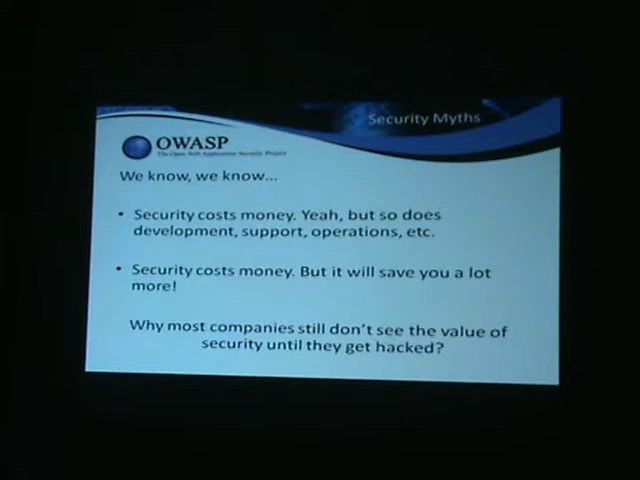 Security Myths
OWASP
The Open Web Application Security Project
We know, we know...
• Security costs money. Yeah, but so does
development, support, operations, etc.
• Security costs money. But it will save you a lot
more!
Why most companies still don't see the value of
security until they get hacked?